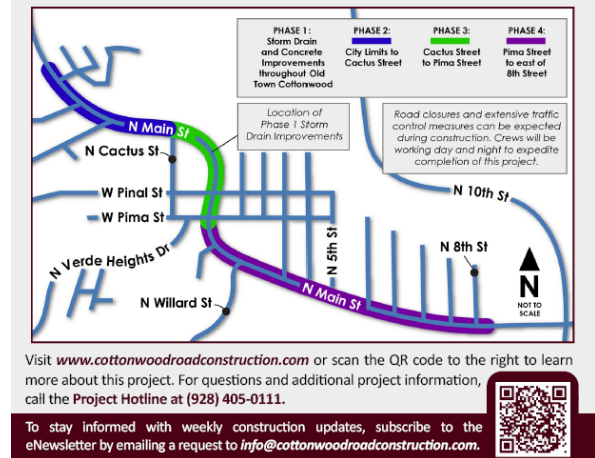 PHASE 1:
Storm Drain
and Concrete
Improvements
throughout Old
Town Cottonwood
PHASE 2:
City Limits to
Cactus Street
PHASE 3:
Cactus Street
to Pima Street
PHASE 4:
Pima Street
to east of
8th Street
Location of
Phase 1 Storm
Drain Improvements
Road closures and extensive traffic
control measures can be expected
during construction. Crews will be
working day and night to expedite
completion of this project.
N Main St
N Cactus St
W Pinal St
W Pima St
N 10th St
N Verde Heights Dr
N 5th St
N 8th St
N Willard St
N Main St
N
NOT TO
SCALE
Visit www.cottonwoodroadconstruction.com or scan the QR code to the right to learn
more about this project. For questions and additional project information,
call the Project Hotline at (928) 405-0111.
To stay informed with weekly construction updates, subscribe to the
eNewsletter by emailing a request to info@cottonwoodroadconstruction.com.